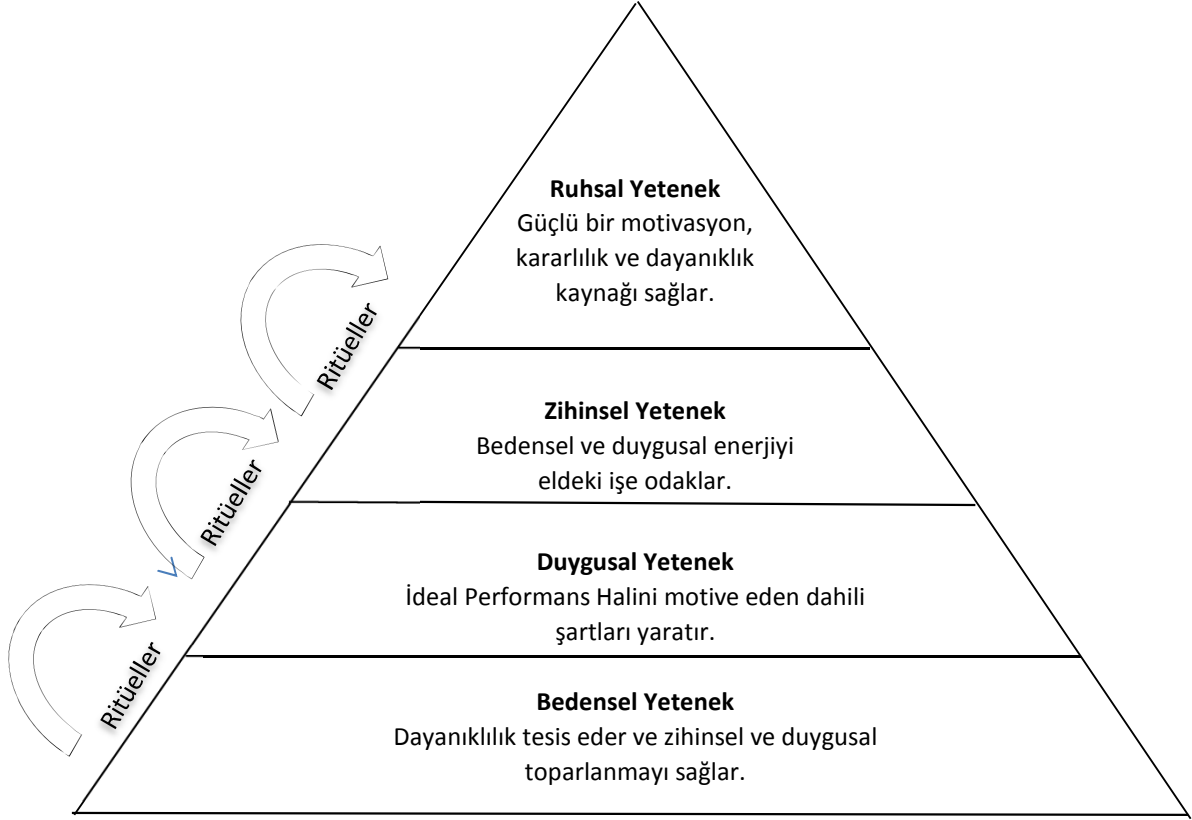 Ruhsal Yetenek
Güçlü bir motivasyon,
kararlılık ve dayanıklık
kaynağı sağlar.
Ritüeller
Zihinsel Yetenek
Bedensel ve duygusal enerjiyi
eldeki işe odaklar.
Ritüeller
Duygusal Yetenek
İdeal Performans Halini motive eden dahili
şartları yaratır.
Ritüeller
Bedensel Yetenek
Dayanıklılık tesis eder ve zihinsel ve duygusal
toparlanmayı sağlar.